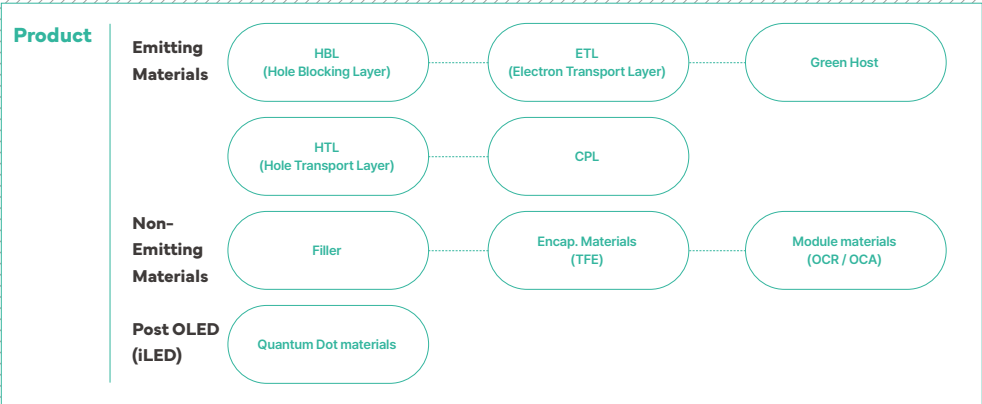 Product
Emitting
Materials
HBL
(Hole Blocking Layer)
ETL
(Electron Transport Layer)
Green Host
HTL
(Hole Transport Layer)
CPL
Non-
Emitting
Materials
Filler
Encap. Materials
(TFE)
Module materials
(OCR / OCA)
Post OLED
(iLED)
Quantum Dot materials